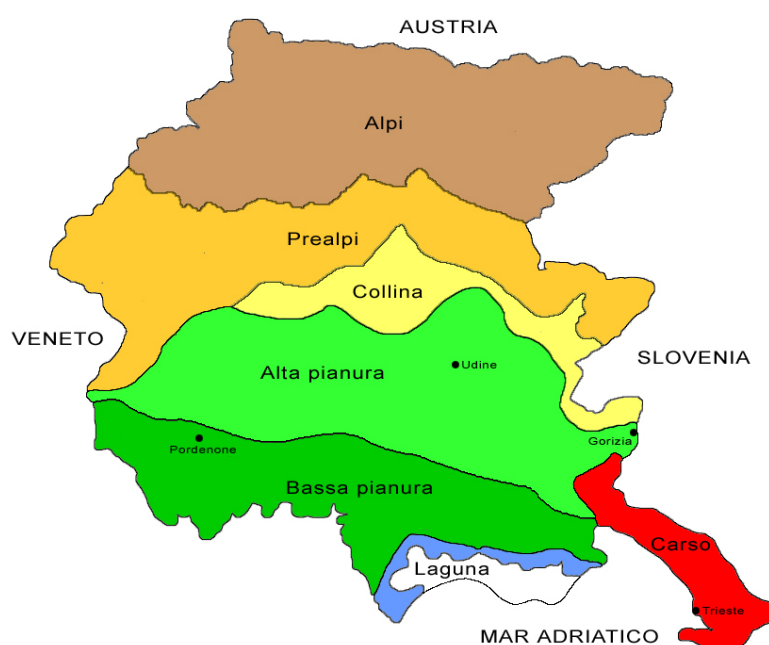 AUSTRIA
Alpi
Prealpi
Collina
VENETO
SLOVENIA
Udine
Alta pianura
Gorizia
Pordenone
Bassa pianura
Carso
Laguna
Trieste
MAR ADRIATICO